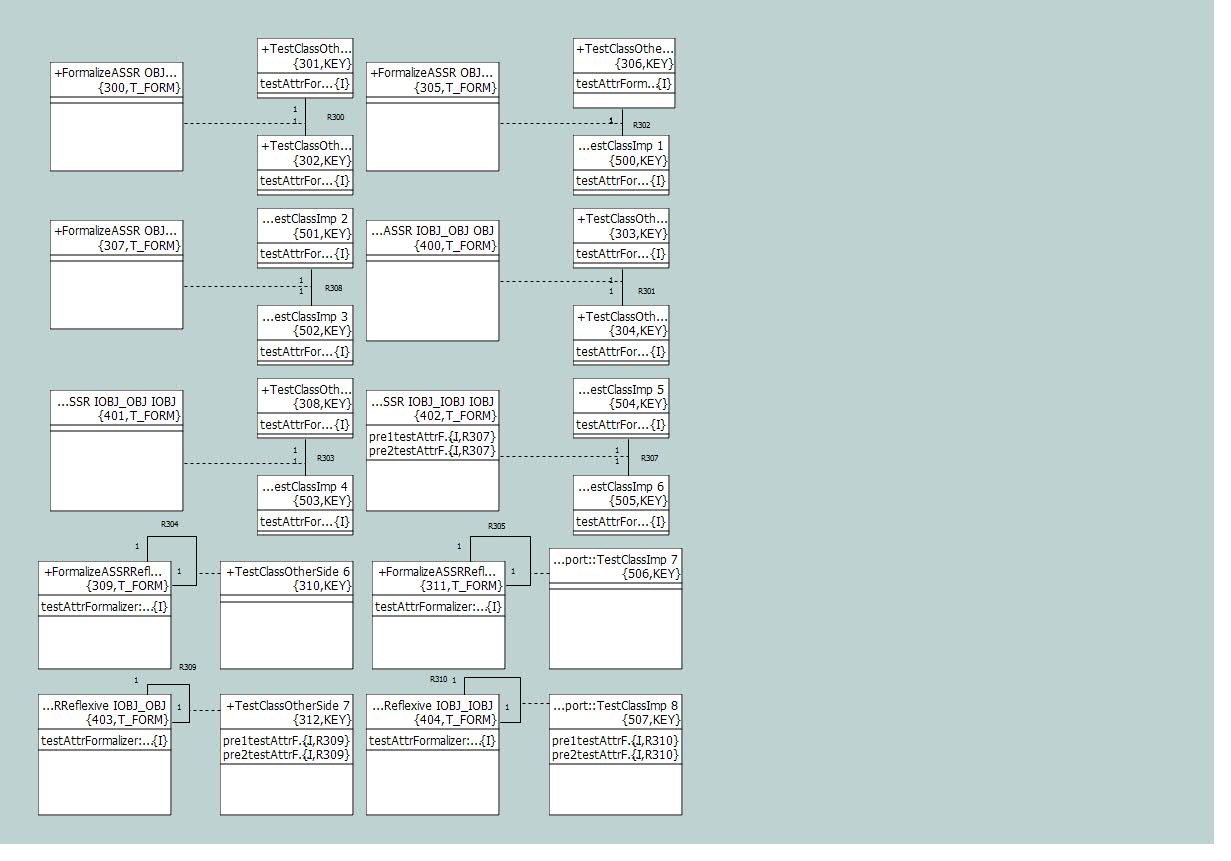 +FormalizeASSR OBJ...
{300,T_FORM}
+TestClassOth...
{301,KEY}
testAttrFor...{I}
1
1
R300
+TestClassOth...
{302,KEY}
testAttrFor...{I}
+FormalizeASSR OBJ...
{305,T_FORM}
+TestClassOthe...
{306,KEY}
testAttrForm...{I}
1
R302
...estClassImp 1
{500,KEY}
testAttrFor...{I}
+FormalizeASSR OBJ...
{307,T_FORM}
...estClassImp 2
{501,KEY}
testAttrFor...{I}
1
1
R308
...estClassImp 3
{502,KEY}
testAttrFor...{I}
...ASSR IOBJ_OBJ OBJ
{400,T_FORM}
+TestClassOth...
{303,KEY}
testAttrFor...{I}
1
1
R301
+TestClassOth...
{304,KEY}
testAttrFor...{I}
...SSR IOBJ_OBJ IOBJ
{401,T_FORM}
+TestClassOth...
{308,KEY}
testAttrFor...{I}
1
1
R303
...estClassImp 4
{503,KEY}
testAttrFor...{I}
...SSR IOBJ_IOBJ IOBJ
{402,T_FORM}
pre1testAttrF.{I,R307}
pre2testAttrF.{I,R307}
...estClassImp 5
{504,KEY}
testAttrFor...{I}
1
1
R307
...estClassImp 6
{505,KEY}
testAttrFor...{I}
R304
1
1
+FormalizeASSRRefl...
{309,T_FORM}
testAttrFormalizer:...{I}
+TestClassOtherSide 6
{310,KEY}
R305
1
1
+FormalizeASSRRefl...
{311,T_FORM}
testAttrFormalizer:...{I}
...port::TestClassImp 7
{506,KEY}
R309
1
1
...RReflexive IOBJ_OBJ
{403,T_FORM}
testAttrFormalizer:...{I}
+TestClassOtherSide 7
{312,KEY}
pre1testAttrF.{I,R309}
pre2testAttrF.{I,R309}
R310
1
1
...Reflexive IOBJ_IOBJ
{404,T_FORM}
testAttrFormalizer:...{I}
...port::TestClassImp 8
{507,KEY}
pre1testAttrF.{I,R310}
pre2testAttrF.{I,R310}